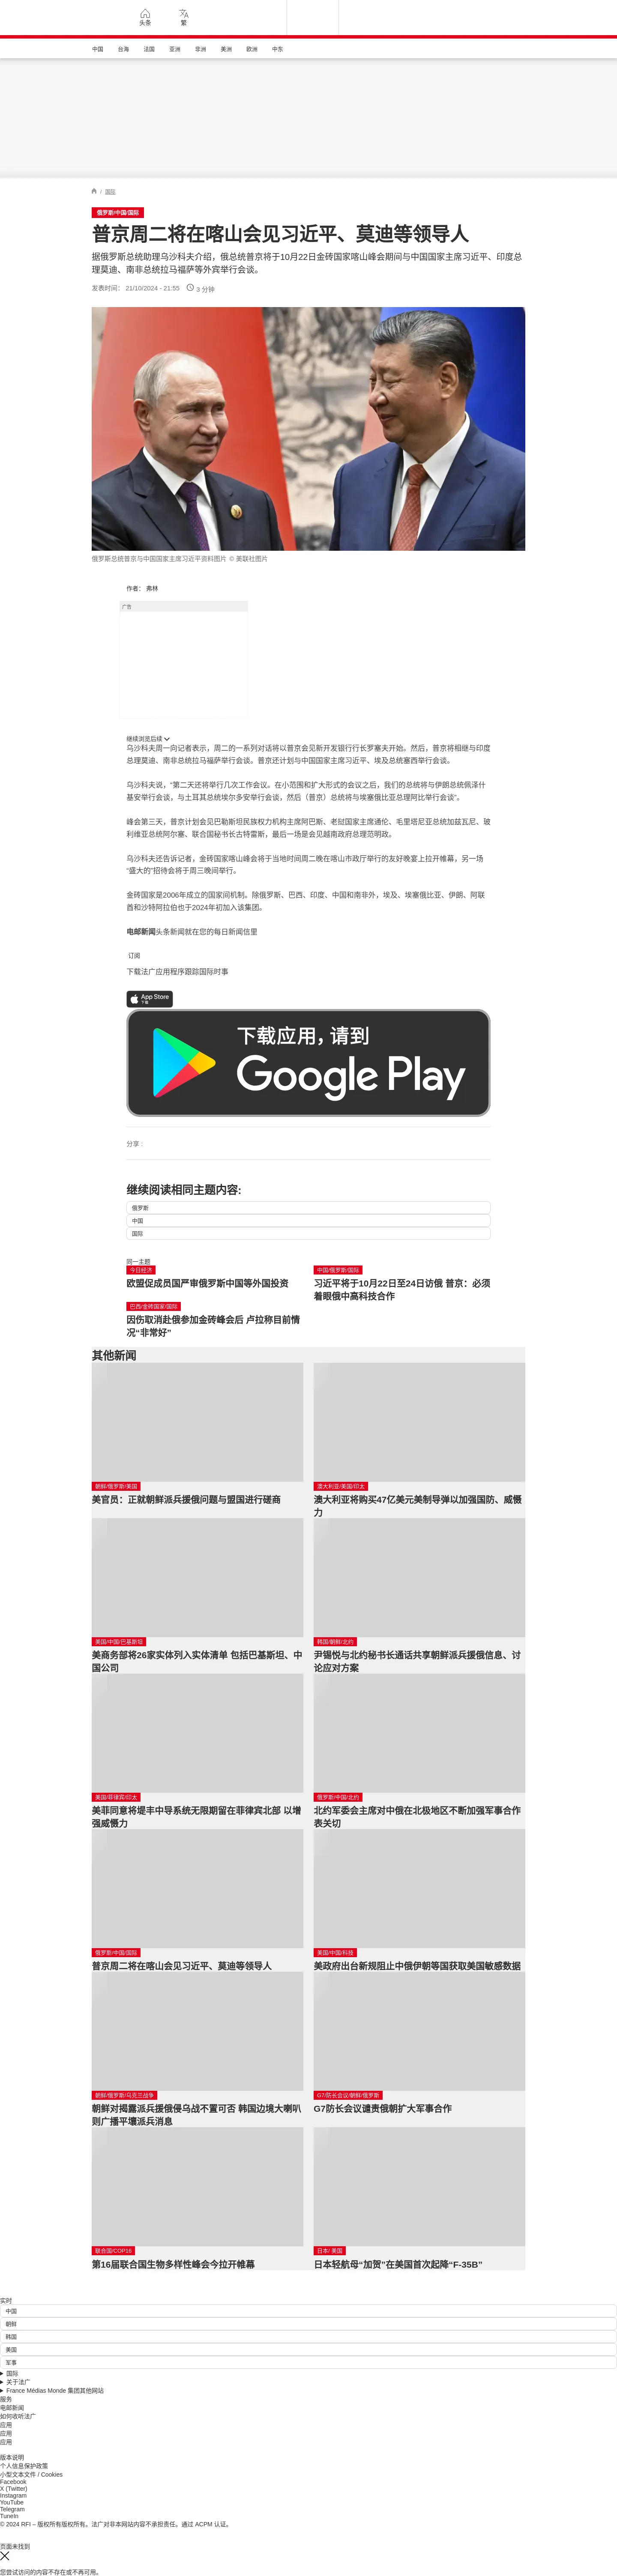 头条
繁
中国
台海
法国
亚洲
非洲
美洲
欧洲
中东
/ 国际
俄罗斯/中国/国际
普京周二将在喀山会见习近平、莫迪等领导人
据俄罗斯总统助理乌沙科夫介绍，俄总统普京将于10月22日金砖国家喀山峰会期间与中国国家主席习近平、印度总
理莫迪、南非总统拉马福萨等外宾举行会谈。
发表时间： 21/10/2024 - 21:55
3 分钟
俄罗斯总统普京与中国国家主席习近平资料图片 © 美联社图片
作者： 弗林
广告
继续浏览后续
乌沙科夫周一向记者表示，周二的一系列对话将以普京会见新开发银行行长罗塞夫开始。然后，普京将相继与印度
总理莫迪、南非总统拉马福萨举行会谈。普京还计划与中国国家主席习近平、埃及总统塞西举行会谈。
乌沙科夫说，“第二天还将举行几次工作会议。在小范围和扩大形式的会议之后，我们的总统将与伊朗总统佩泽什
基安举行会谈，与土耳其总统埃尔多安举行会谈，然后（普京）总统将与埃塞俄比亚总理阿比举行会谈”。
峰会第三天，普京计划会见巴勒斯坦民族权力机构主席阿巴斯、老挝国家主席通伦、毛里塔尼亚总统加兹瓦尼、玻
利维亚总统阿尔塞、联合国秘书长古特雷斯，最后一场是会见越南政府总理范明政。
乌沙科夫还告诉记者，金砖国家喀山峰会将于当地时间周二晚在喀山市政厅举行的友好晚宴上拉开帷幕，另一场
“盛大的”招待会将于周三晚间举行。
金砖国家是2006年成立的国家间机制。除俄罗斯、巴西、印度、中国和南非外，埃及、埃塞俄比亚、伊朗、阿联
酋和沙特阿拉伯也于2024年初加入该集团。
电邮新闻头条新闻就在您的每日新闻信里
订阅
下载法广应用程序跟踪国际时事
App Store
下载
下载应用，请到
Google Play
分享 :
继续阅读相同主题内容:
俄罗斯
中国
国际
同一主题
今日经济
欧盟促成员国严审俄罗斯中国等外国投资
中国/俄罗斯/国际
习近平将于10月22日至24日访俄 普京：必须
着眼俄中高科技合作
巴西/金砖国家/国际
因伤取消赴俄参加金砖峰会后 卢拉称目前情
况“非常好”
其他新闻
朝鲜/俄罗斯/美国
美官员：正就朝鲜派兵援俄问题与盟国进行磋商
澳大利亚/美国/印太
澳大利亚将购买47亿美元美制导弹以加强国防、威慑
力
美国/中国/巴基斯坦
美商务部将26家实体列入实体清单 包括巴基斯坦、中
国公司
韩国/朝鲜/北约
尹锡悦与北约秘书长通话共享朝鲜派兵援俄信息、讨
论应对方案
美国/菲律宾/印太
美菲同意将堤丰中导系统无限期留在菲律宾北部 以增
强威慑力
俄罗斯/中国/北约
北约军委会主席对中俄在北极地区不断加强军事合作
表关切
俄罗斯/中国/国际
普京周二将在喀山会见习近平、莫迪等领导人
美国/中国/科技
美政府出台新规阻止中俄伊朝等国获取美国敏感数据
朝鲜/俄罗斯/乌克兰战争
朝鲜对揭露派兵援俄侵乌战不置可否 韩国边境大喇叭
则广播平壤派兵消息
G7/防长会议/朝鲜/俄罗斯
G7防长会议谴责俄朝扩大军事合作
联合国/COP16
第16届联合国生物多样性峰会今拉开帷幕
日本/ 美国
日本轻航母“加贺”在美国首次起降“F-35B”
实时
中国
朝鲜
韩国
美国
军事
国际
关于法广
France Médias Monde 集团其他网站
服务
电邮新闻
如何收听法广
应用
应用
应用
版本说明
个人信息保护政策
小型文本文件 / Cookies
Facebook
X (Twitter)
Instagram
YouTube
Telegram
TuneIn
© 2024 RFI – 版权所有版权所有。法广对非本网站内容不承担责任。通过 ACPM 认证。
页面未找到
您尝试访问的内容不存在或不再可用。